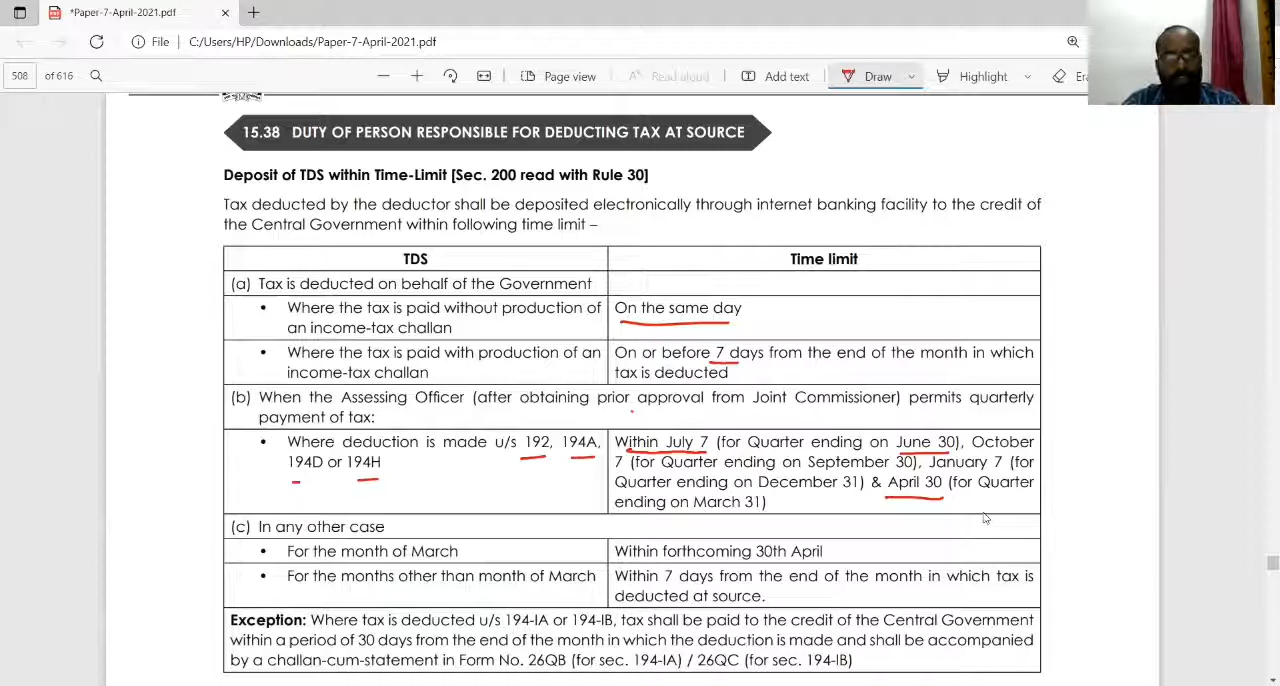 *Paper-7-April-2021.pdf
File C:/Users/HP/Downloads/Paper-7-April-2021.pdf
508 of 616 Page view Read aloud Add text Draw Highlight
15.38 DUTY OF PERSON RESPONSIBLE FOR DEDUCTING TAX AT SOURCE
Deposit of TDS within Time-Limit [Sec. 200 read with Rule 30]
Tax deducted by the deductor shall be deposited electronically through internet banking facility to the credit of
the Central Government within following time limit –
TDS Time limit
(a) Tax is deducted on behalf of the Government
• Where the tax is paid without production of
an income-tax challan
On the same day
• Where the tax is paid with production of an
income-tax challan
On or before 7 days from the end of the month in which
tax is deducted
(b) When the Assessing Officer (after obtaining prior approval from Joint Commissioner) permits quarterly
payment of tax:
• Where deduction is made u/s 192, 194A,
194D or 194H
Within July 7 (for Quarter ending on June 30), October
7 (for Quarter ending on September 30), January 7 (for
Quarter ending on December 31) & April 30 (for Quarter
ending on March 31)
(c) In any other case
• For the month of March
Within forthcoming 30th April
• For the months other than month of March
Within 7 days from the end of the month in which tax is
deducted at source.
Exception: Where tax is deducted u/s 194-IA or 194-IB, tax shall be paid to the credit of the Central Government
within a period of 30 days from the end of the month in which the deduction is made and shall be accompanied
by a challan-cum-statement in Form No. 26QB (for sec. 194-IA) / 26QC (for sec. 194-IB)